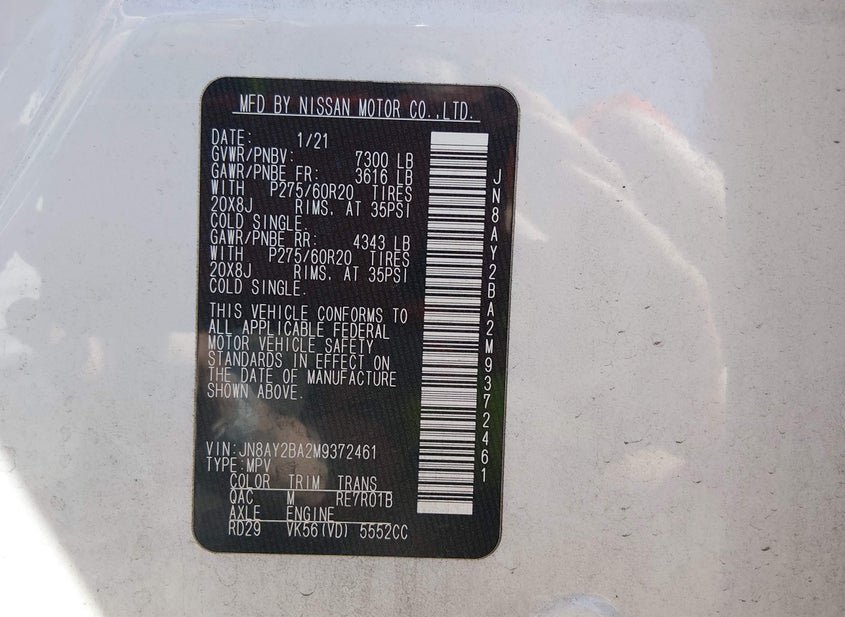 MFD BY NISSAN MOTOR CO.,LTD.
DATE: 1/21
GVWR/PNBV: 7300 LB
GAWR/PNBE FR: 3616 LB
WITH P275/60R20 TIRES
20X8J RIMS, AT 35PSI
COLD SINGLE.
GAWR/PNBE RR: 4343 LB
WITH P275/60R20 TIRES
20X8J RIMS, AT 35PSI
COLD SINGLE.
THIS VEHICLE CONFORMS TO
ALL APPLICABLE FEDERAL
MOTOR VEHICLE SAFETY
STANDARDS IN EFFECT ON
THE DATE OF MANUFACTURE
SHOWN ABOVE.
VIN:JN8AY2BA2M9372461
TYPE:MPV
COLOR TRIM TRANS
QAC M RE7R01B
AXLE ENGINE
RD29 VK56(VD) 5552CC
JN8AY2BA2M9372461